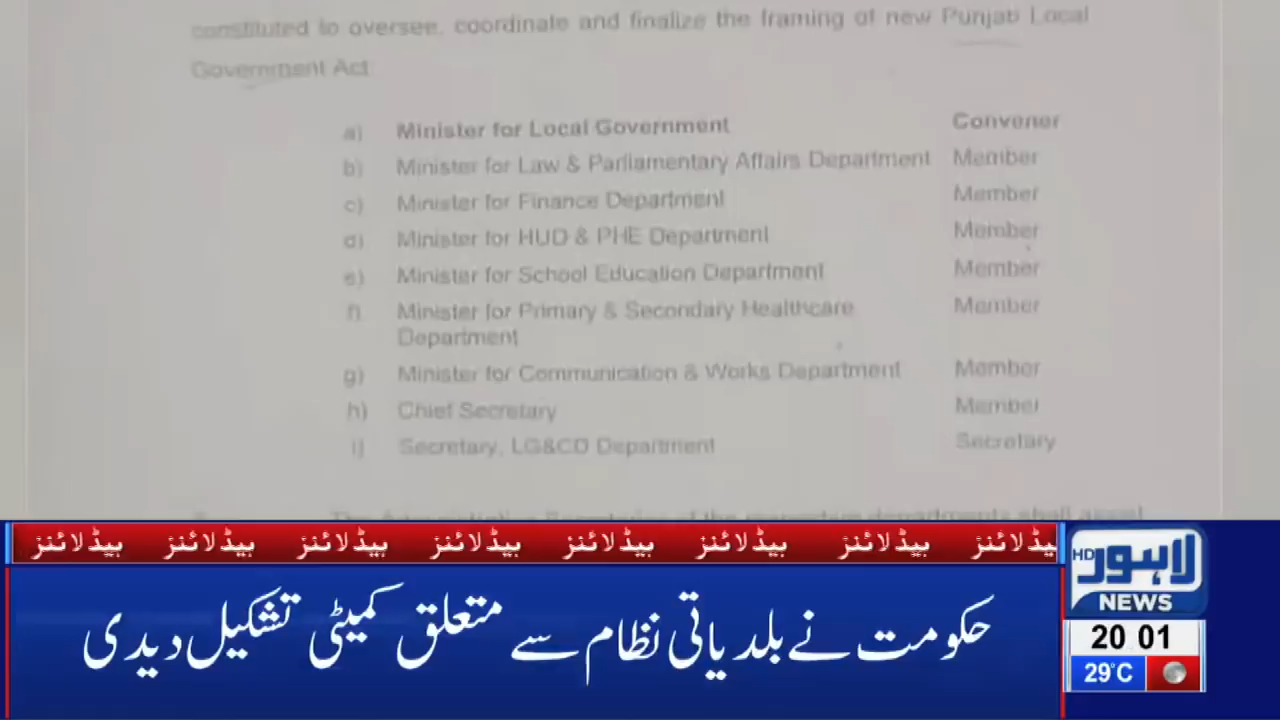 constituted to oversee, coordinate and finalize the framing of new Punjab Local
Government Act
a) Minister for Local Government Convener
b) Minister for Law & Parliamentary Affairs Department Member
c) Minister for Finance Department Member
d) Minister for HUD & PHE Department Member
e) Minister for School Education Department Member
f) Minister for Primary & Secondary Healthcare Member
Department
g) Minister for Communication & Works Department Member
h) Chief Secretary Member
i) Secretary, LG&CD Department Secretary
departments shall assist
ہیڈلائنز ہیڈلائنز ہیڈلائنز ہیڈلائنز ہیڈلائنز ہیڈلائنز ہیڈلائنز ہیڈلائنز
حکومت نے بلدیاتی نظام سے متعلق کمیٹی تشکیل دیدی
HD لاہور
NEWS
20 01
29°C